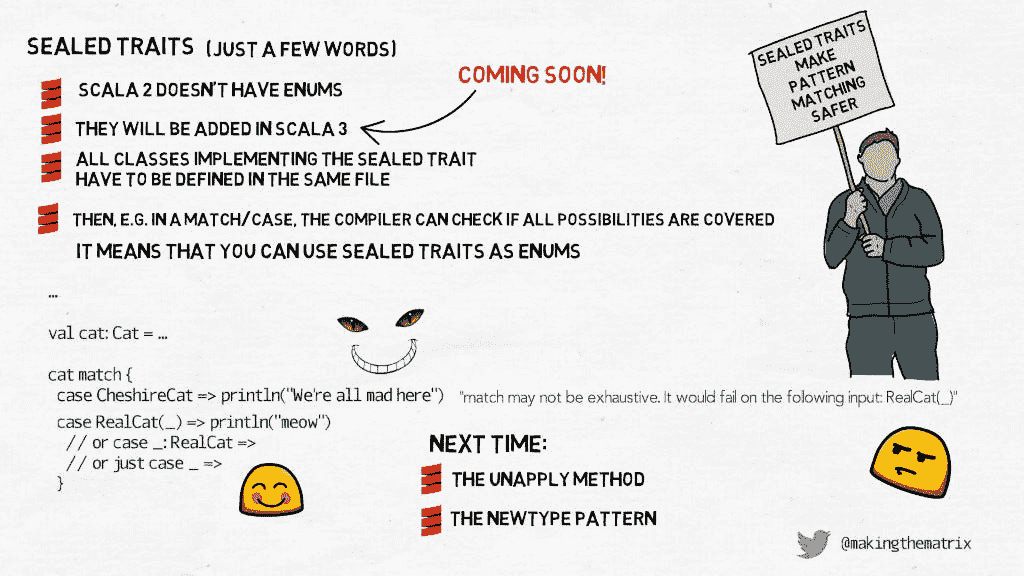 SEALED TRAITS (JUST A FEW WORDS)
SCALA 2 DOESN'T HAVE ENUMS
COMING SOON!
THEY WILL BE ADDED IN SCALA 3
ALL CLASSES IMPLEMENTING THE SEALED TRAIT
HAVE TO BE DEFINED IN THE SAME FILE
THEN, E.G. IN A MATCH/CASE, THE COMPILER CAN CHECK IF ALL POSSIBILITIES ARE COVERED
IT MEANS THAT YOU CAN USE SEALED TRAITS AS ENUMS
SEALED TRAITS
MAKE
PATTERN
MATCHING
SAFER
…
val cat: Cat = …
cat match {
case CheshireCat => println("We're all mad here")
"match may not be exhaustive. It would fail on the following input: RealCat(_)"
case RealCat(_) => println("meow")
// or case _: RealCat =>
// or just case _ =>
}
NEXT TIME:
THE UNAPPLY METHOD
THE NEWTYPE PATTERN
@makingthematrix